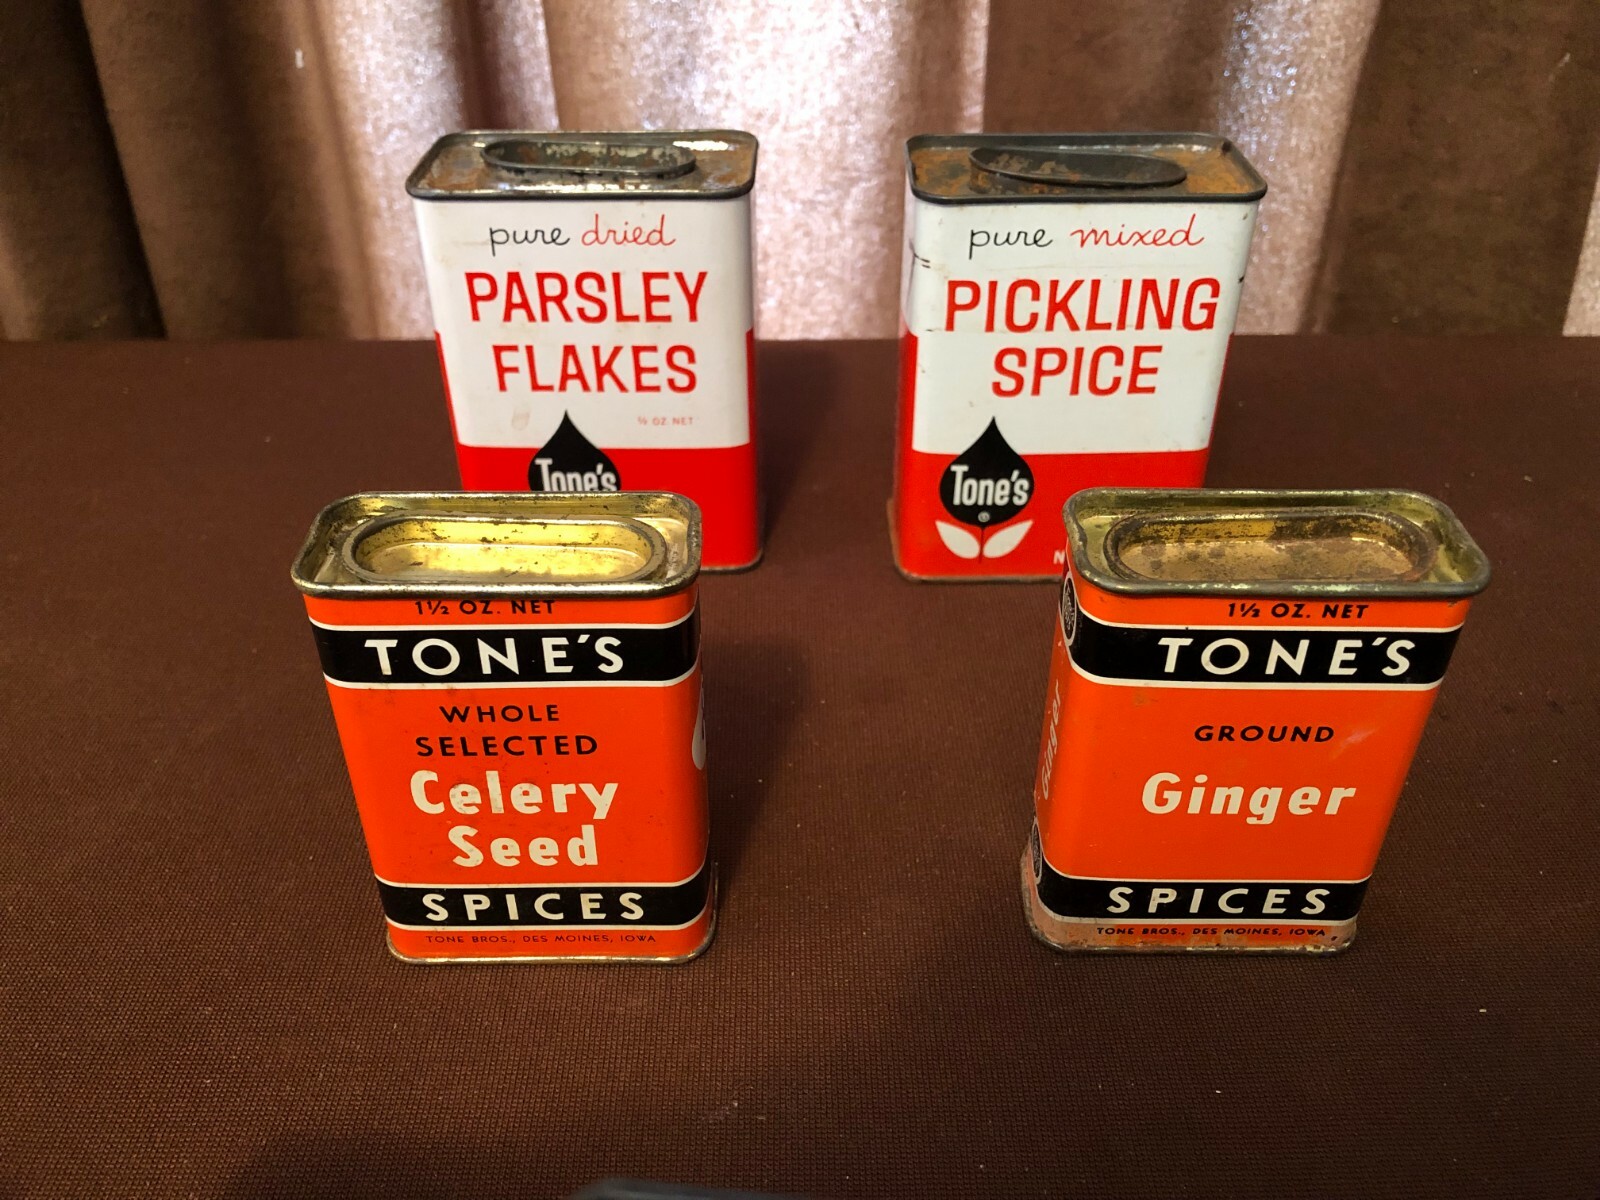 pure dried
PARSLEY
FLAKES
½ OZ. NET
Tone's
pure mixed
PICKLING
SPICE
Tone's
®
N
1½ OZ. NET
TONE'S
WHOLE
SELECTED
Celery
Seed
SPICES
TONE BROS., DES MOINES, IOWA
1½ OZ. NET
TONE'S
GROUND
Ginger
SPICES
TONE BROS., DES MOINES, IOWA
Ginger